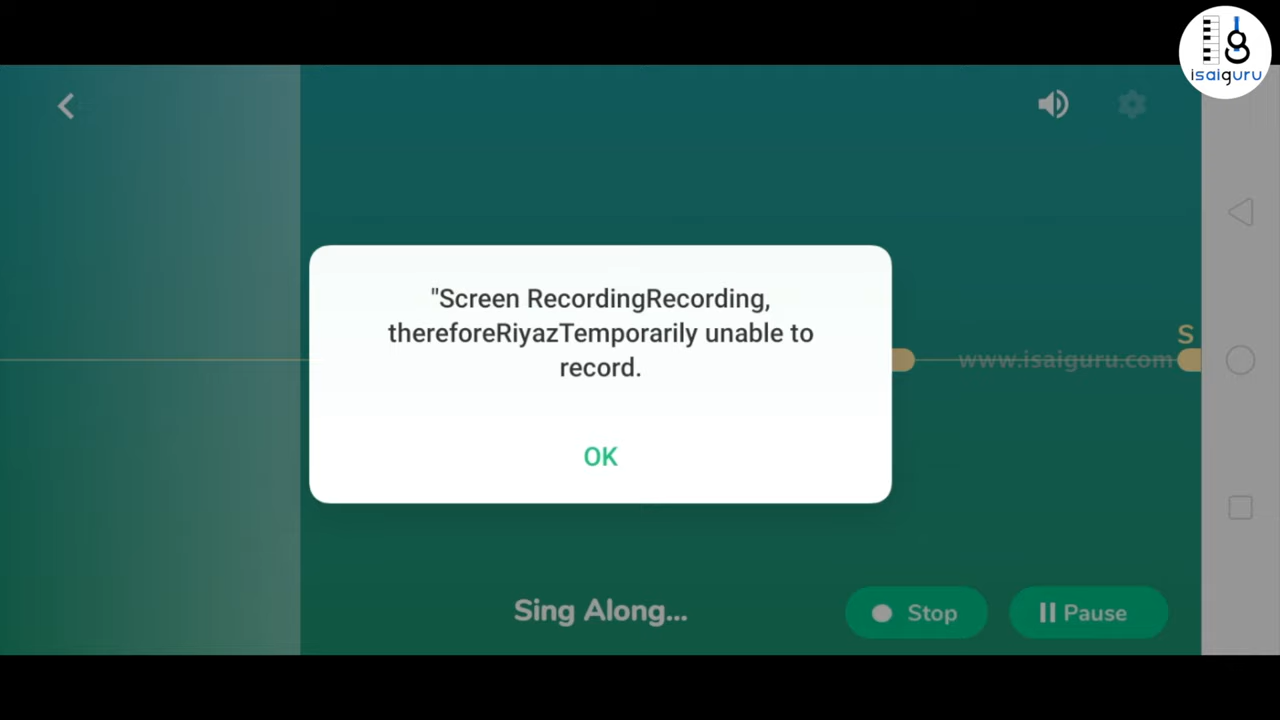 isaiguru
"Screen RecordingRecording,
thereforeRiyazTemporarily unable to
record.
OK
S
www.isaiguru.com
Sing Along...
Stop
Pause